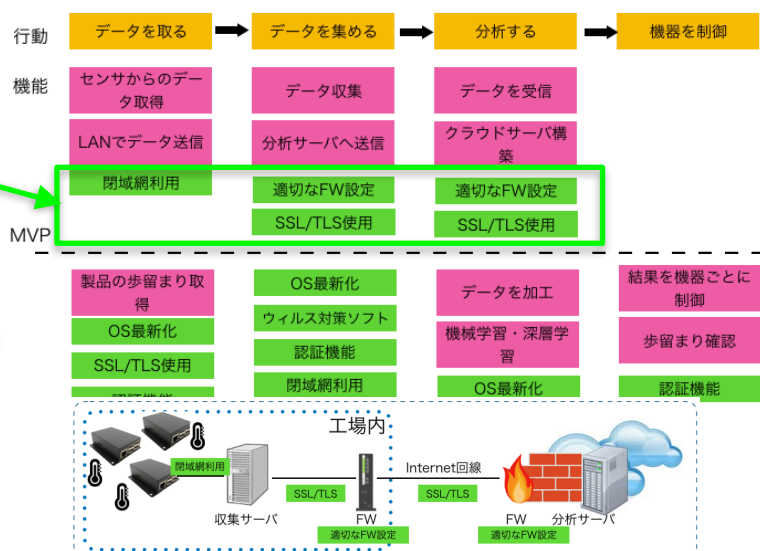 行動
データを取る
データを集める
分析する
機器を制御
機能
センサからのデー
タ取得
データ収集
データを受信
LANでデータ送信
分析サーバへ送信
クラウドサーバ構
築
閉域網利用
適切なFW設定
適切なFW設定
SSL/TLS使用
SSL/TLS使用
MVP
製品の歩留まり取
得
OS最新化
データを加工
結果を機器ごとに
制御
OS最新化
ウィルス対策ソフト
機械学習・深層学
習
歩留まり確認
SSL/TLS使用
認証機能
認証機能
閉域網利用
OS最新化
認証機能
工場内
閉域網利用
Internet回線
SSL/TLS
SSL/TLS
収集サーバ
FW
FW
分析サーバ
適切なFW設定
適切なFW設定